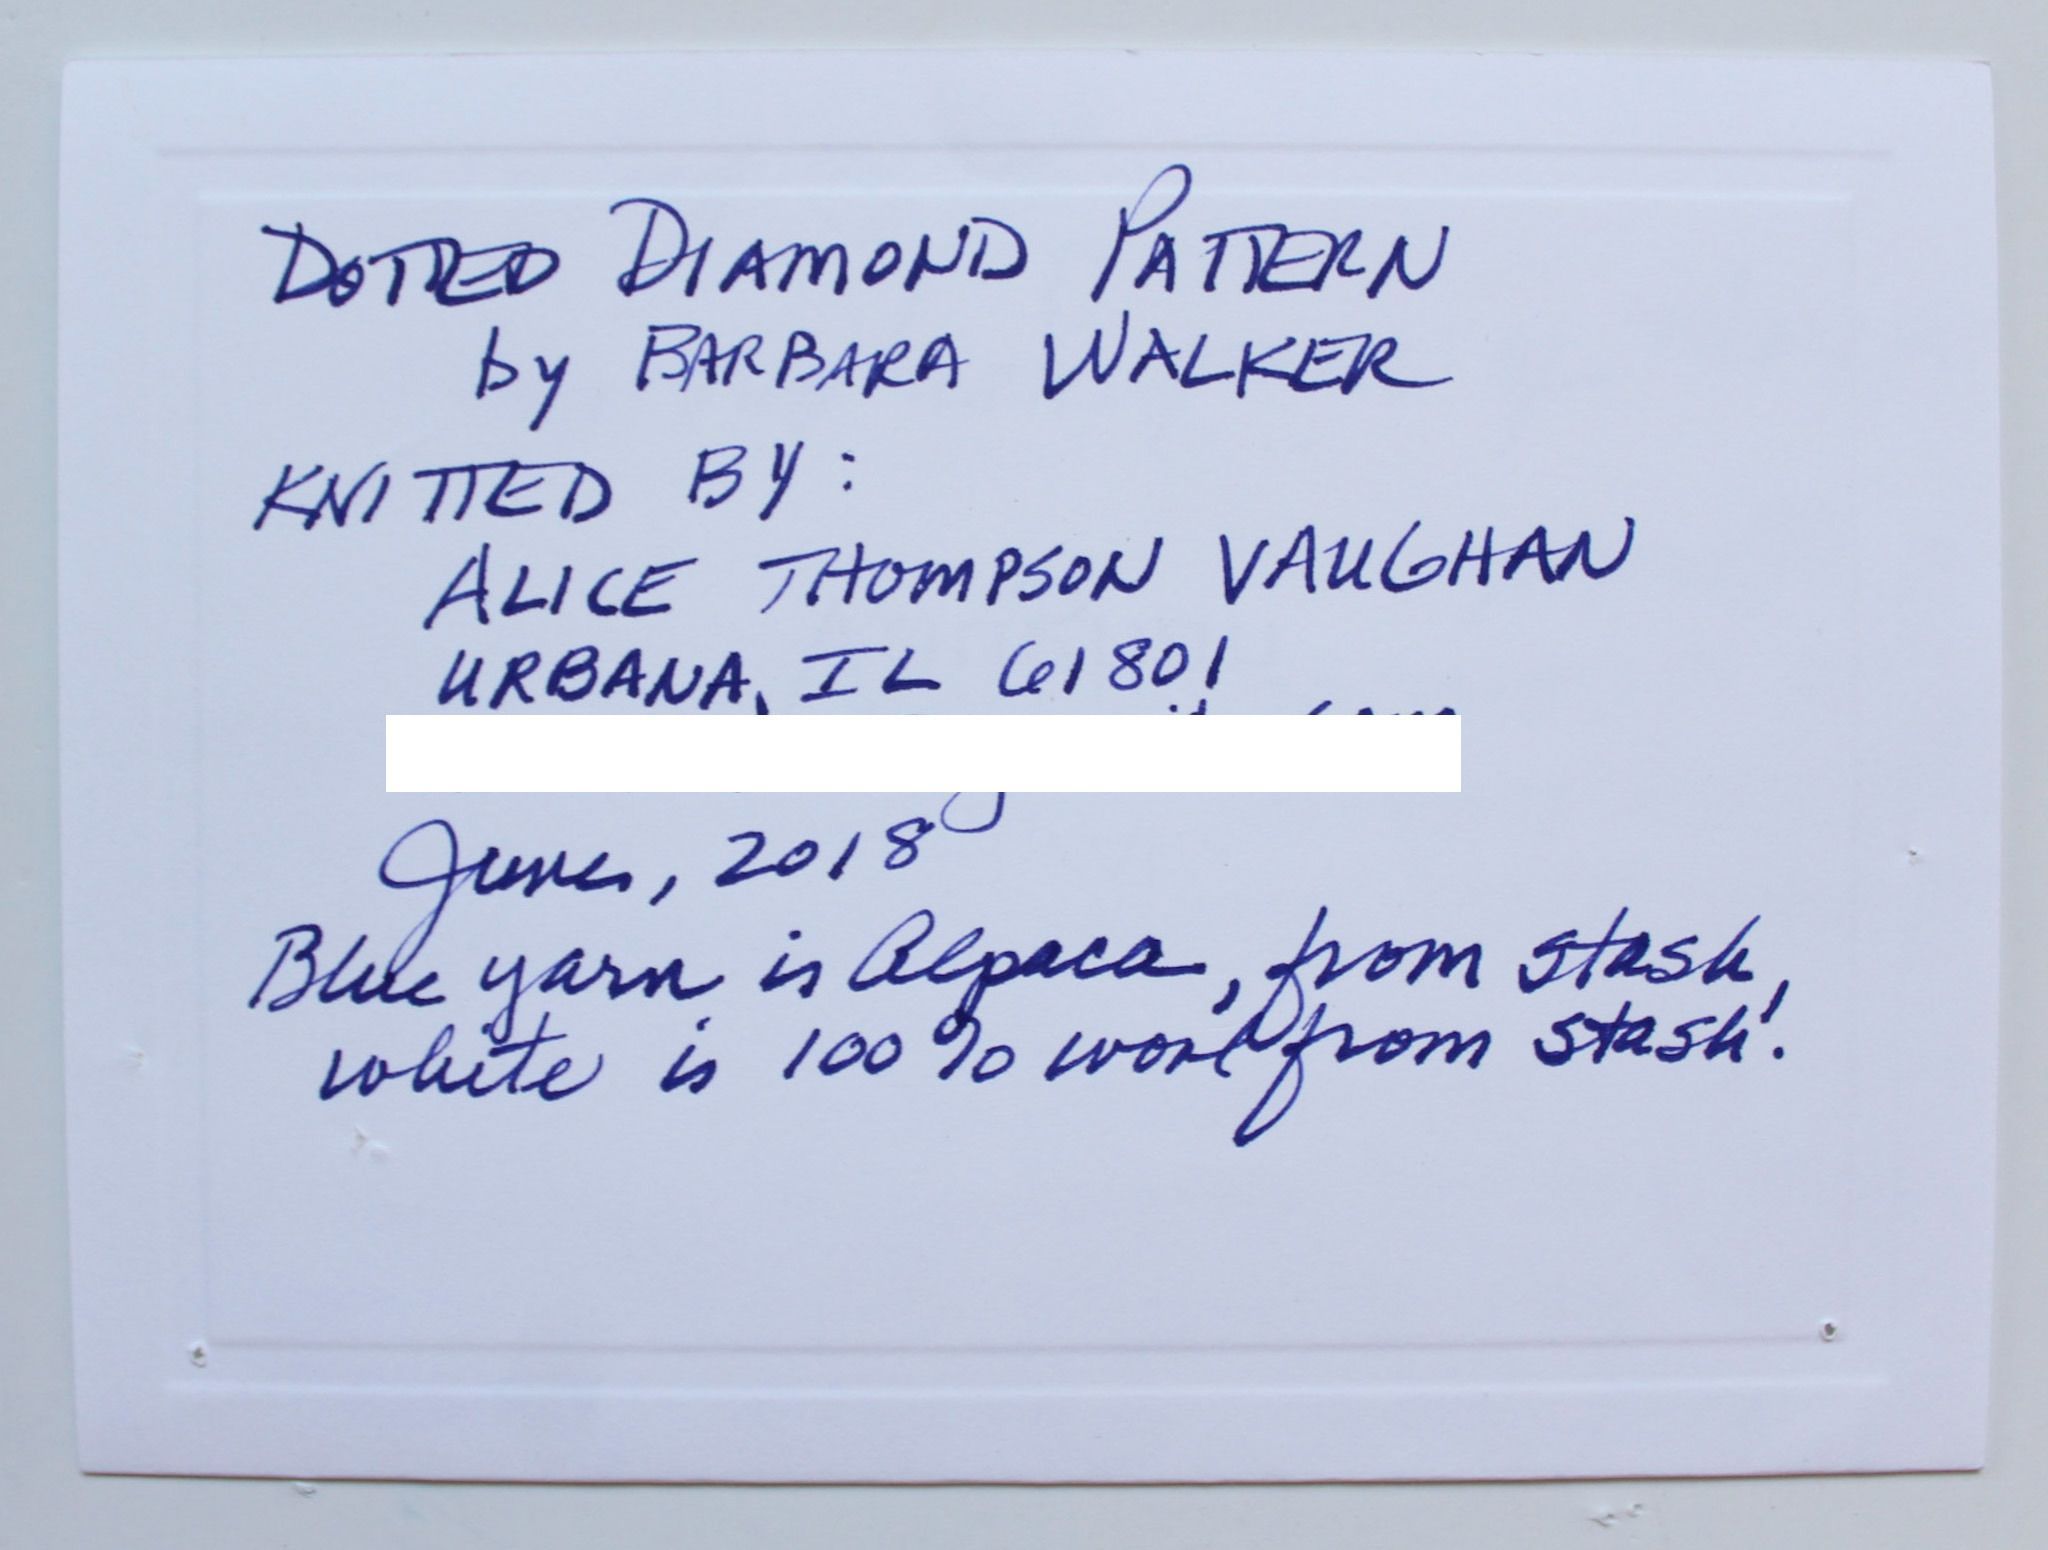 DOTTED DIAMOND PATTERN
by BARBARA WALKER
KNITTED BY:
ALICE THOMPSON VAUGHAN
URBANA, IL 61801
June, 2018
Blue yarn is Alpaca, from stash,
white is 100% wool from stash!